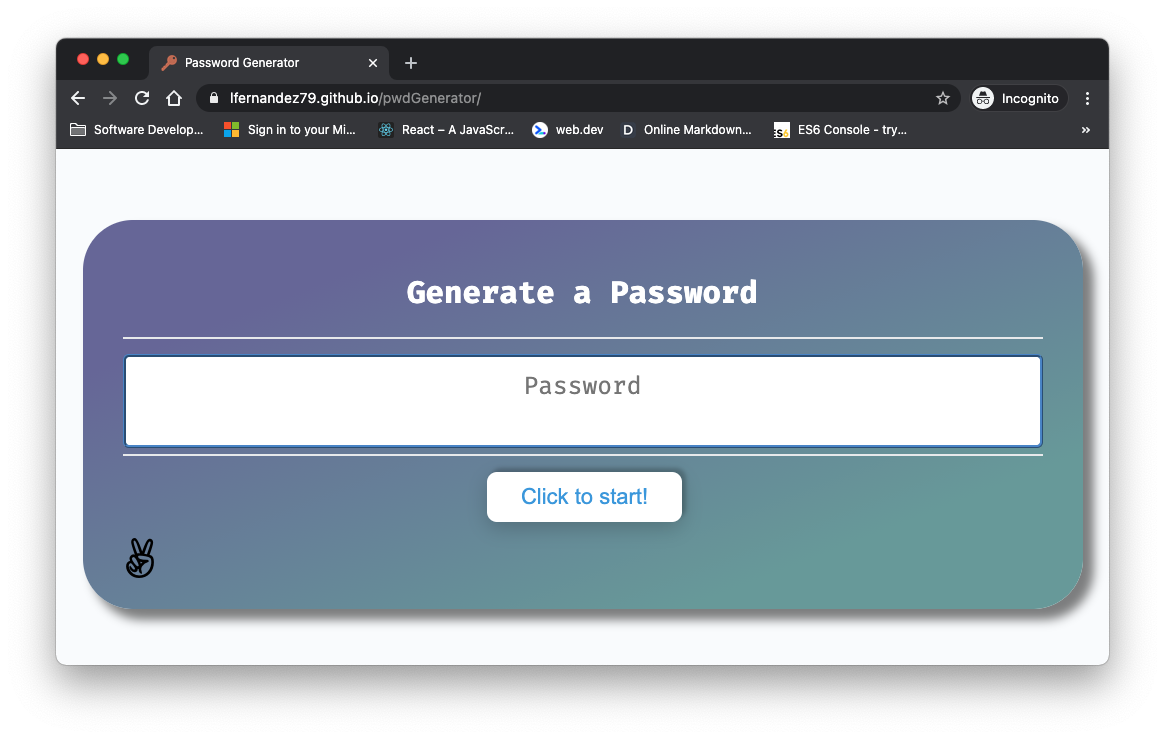 Password Generator
lfernandez79.github.io/pwdGenerator/
Incognito
Software Develop...
Sign in to your Mi...
React – A JavaScr...
web.dev
D
Online Markdown...
ES6
ES6 Console - try...
»
Generate a Password
Password
Click to start!